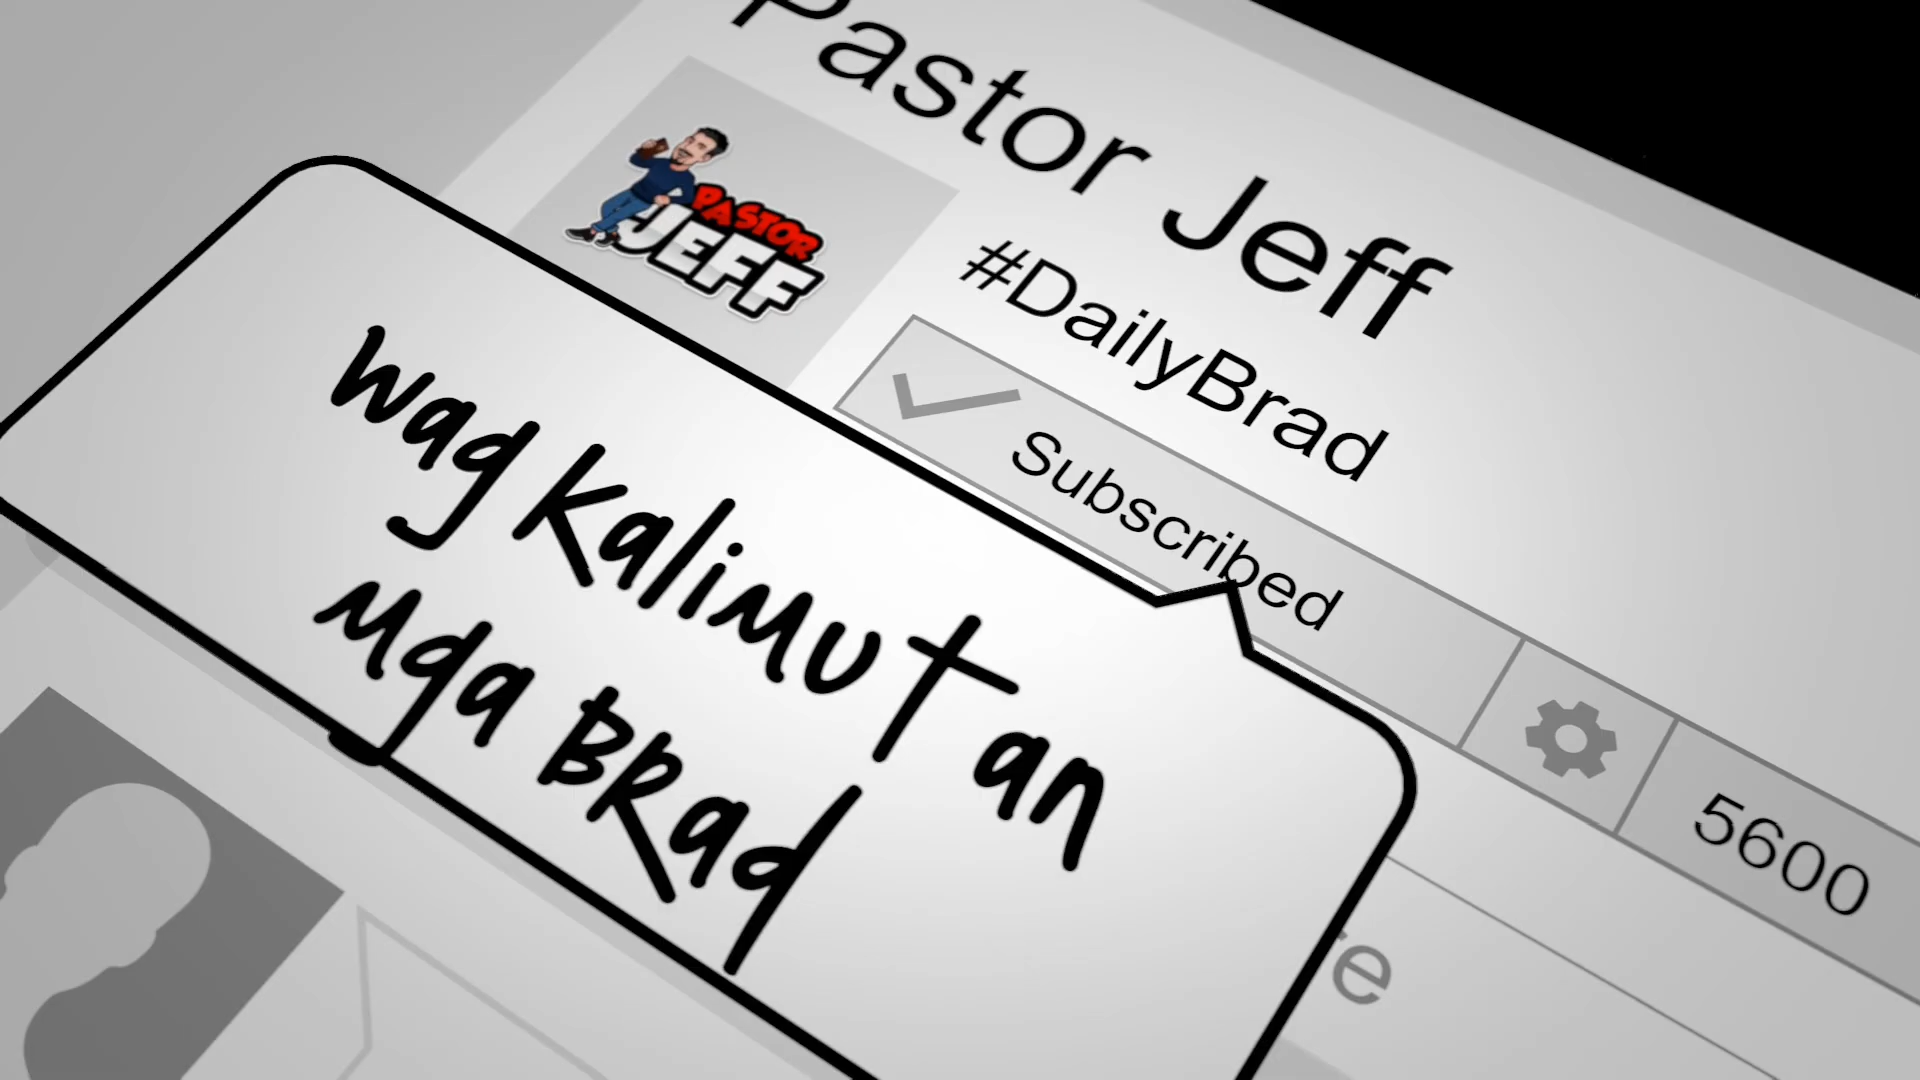 Pastor Jeff
PASTOR
JEFF
#DailyBrad
Subscribed
5600
wag kalimutan
mga BRad